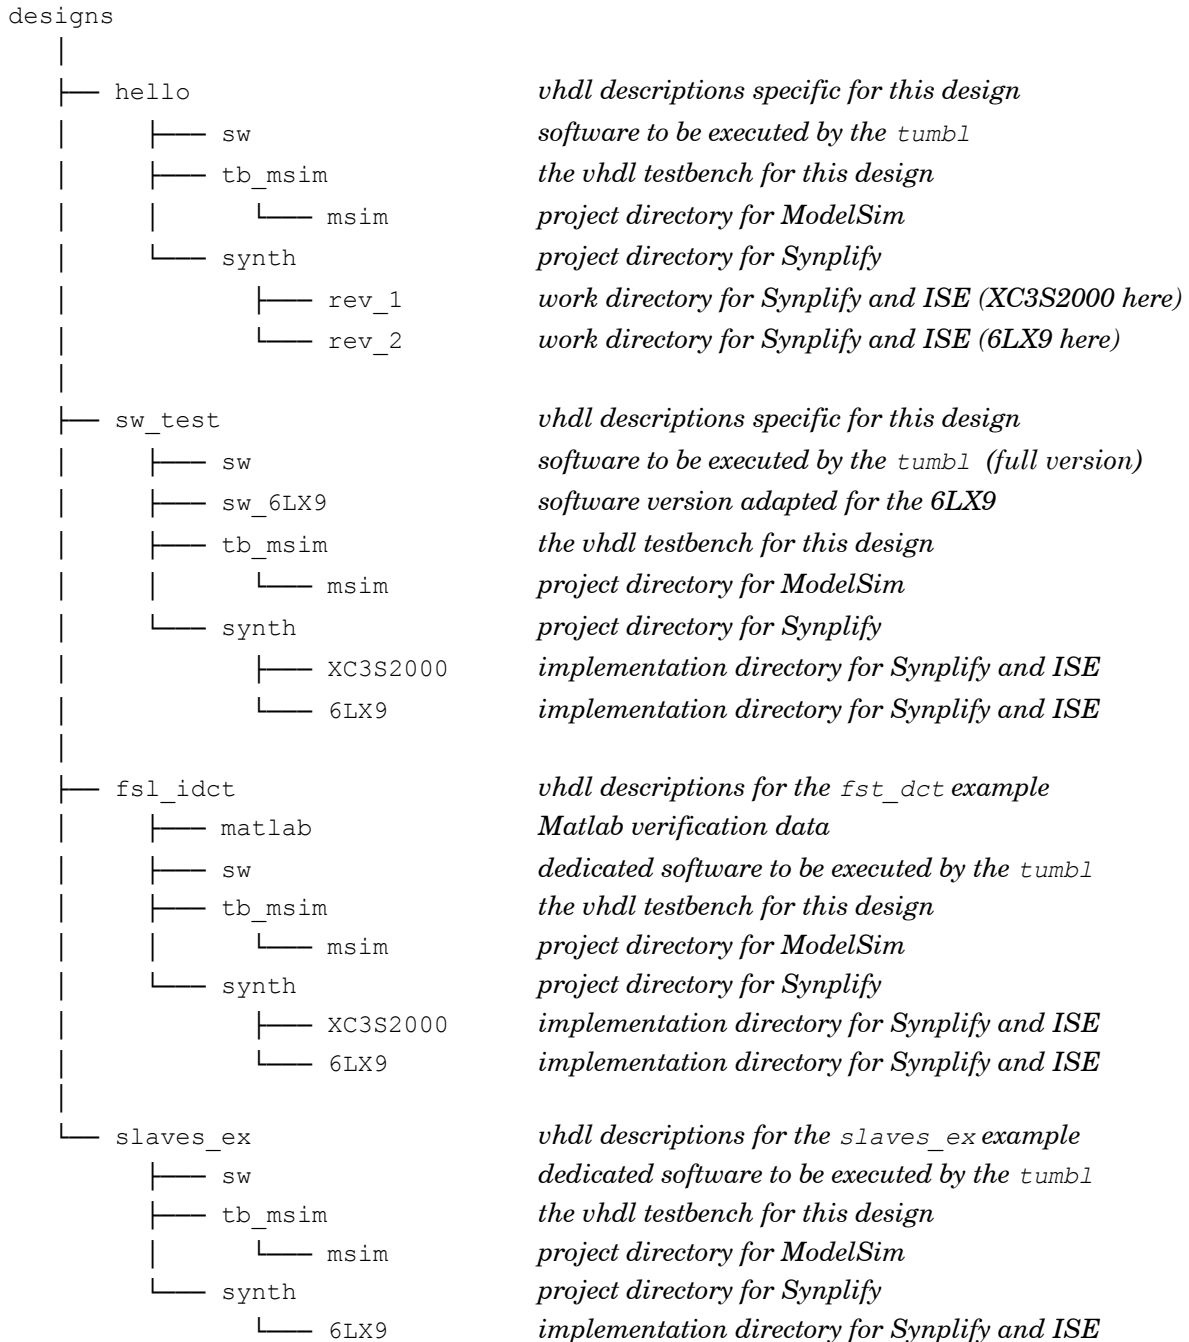 designs
hello vhdl descriptions specific for this design
sw software to be executed by the tumbl
tb_msim the vhdl testbench for this design
msim project directory for ModelSim
synth project directory for Synplify
rev_1 work directory for Synplify and ISE (XC3S2000 here)
rev_2 work directory for Synplify and ISE (6LX9 here)
sw_test vhdl descriptions specific for this design
sw software to be executed by the tumbl (full version)
sw_6LX9 software version adapted for the 6LX9
tb_msim the vhdl testbench for this design
msim project directory for ModelSim
synth project directory for Synplify
XC3S2000 implementation directory for Synplify and ISE
6LX9 implementation directory for Synplify and ISE
fsl_idct vhdl descriptions for the fst_dct example
matlab Matlab verification data
sw dedicated software to be executed by the tumbl
tb_msim the vhdl testbench for this design
msim project directory for ModelSim
synth project directory for Synplify
XC3S2000 implementation directory for Synplify and ISE
6LX9 implementation directory for Synplify and ISE
slaves_ex vhdl descriptions for the slaves_ex example
sw dedicated software to be executed by the tumbl
tb_msim the vhdl testbench for this design
msim project directory for ModelSim
synth project directory for Synplify
6LX9 implementation directory for Synplify and ISE